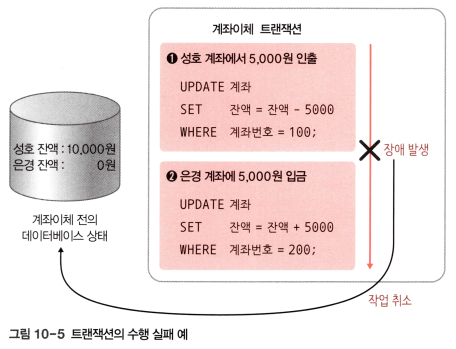 계좌이체 트랜잭션
❶ 성호 계좌에서 5,000원 인출
UPDATE 계좌
SET 잔액 = 잔액 - 5000
WHERE 계좌번호 = 100;
장애 발생
❷ 은경 계좌에 5,000원 입금
UPDATE 계좌
SET 잔액 = 잔액 + 5000
WHERE 계좌번호 = 200;
작업 취소
성호 잔액 : 10,000원
은경 잔액 : 0원
계좌이체 전의
데이터베이스 상태
그림 10-5 트랜잭션의 수행 실패 예